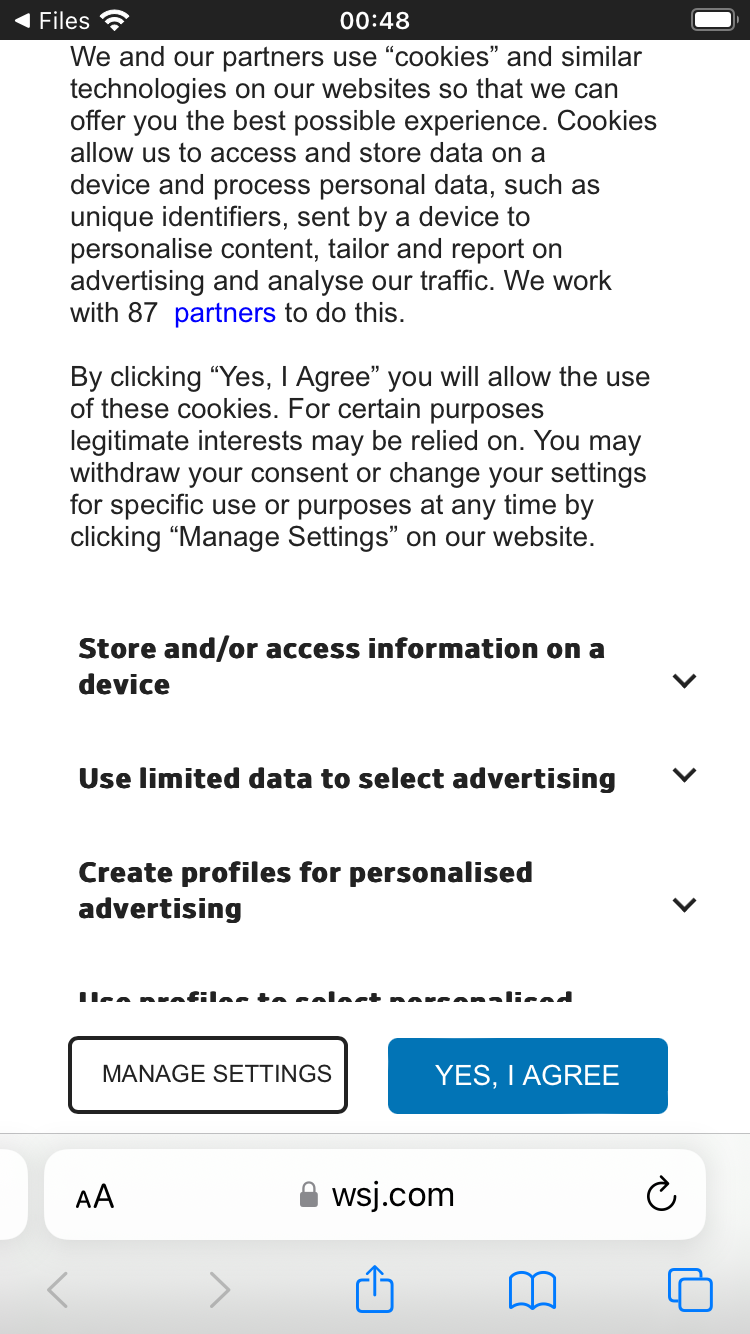 Files
00:48
We and our partners use “cookies” and similar
technologies on our websites so that we can
offer you the best possible experience. Cookies
allow us to access and store data on a
device and process personal data, such as
unique identifiers, sent by a device to
personalise content, tailor and report on
advertising and analyse our traffic. We work
with 87 partners to do this.
By clicking “Yes, I Agree” you will allow the use
of these cookies. For certain purposes
legitimate interests may be relied on. You may
withdraw your consent or change your settings
for specific use or purposes at any time by
clicking “Manage Settings” on our website.
Store and/or access information on a
device
Use limited data to select advertising
Create profiles for personalised
advertising
Use profiles to select personalised
MANAGE SETTINGS
YES, I AGREE
AA
wsj.com